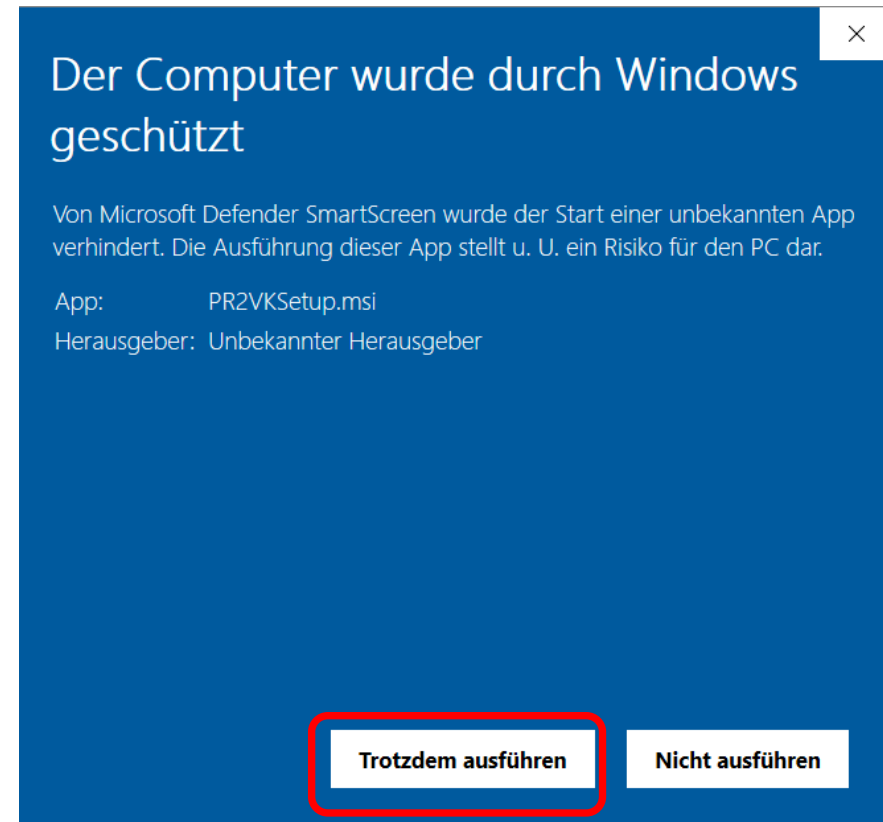 Der Computer wurde durch Windows
geschützt
Von Microsoft Defender SmartScreen wurde der Start einer unbekannten App
verhindert. Die Ausführung dieser App stellt u. U. ein Risiko für den PC dar.
App: PR2VKSetup.msi
Herausgeber: Unbekannter Herausgeber
Trotzdem ausführen Nicht ausführen